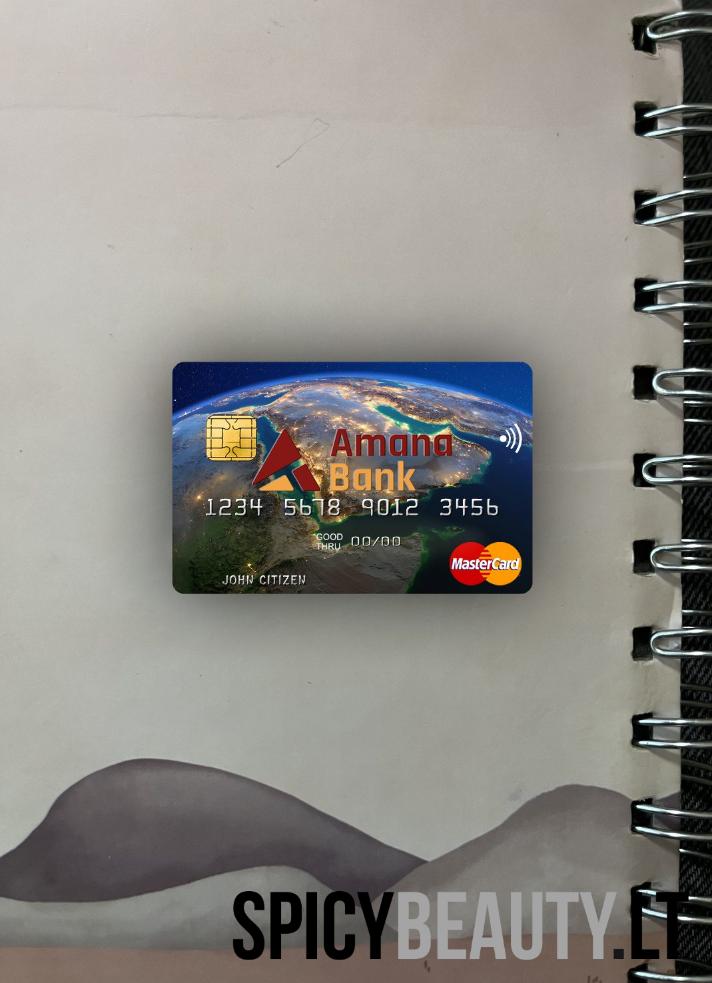 Amana
Bank
1234 5678 9012 3456
GOOD
THRU 00/00
JOHN CITIZEN
MasterCard
SPICYBEAUTY.LT